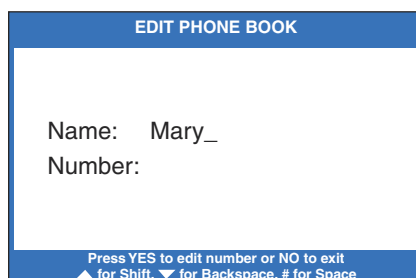 EDIT PHONE BOOK
Name: Mary_
Number:
Press YES to edit number or NO to exit
▲ for Shift, ▼ for Backspace, # for Space